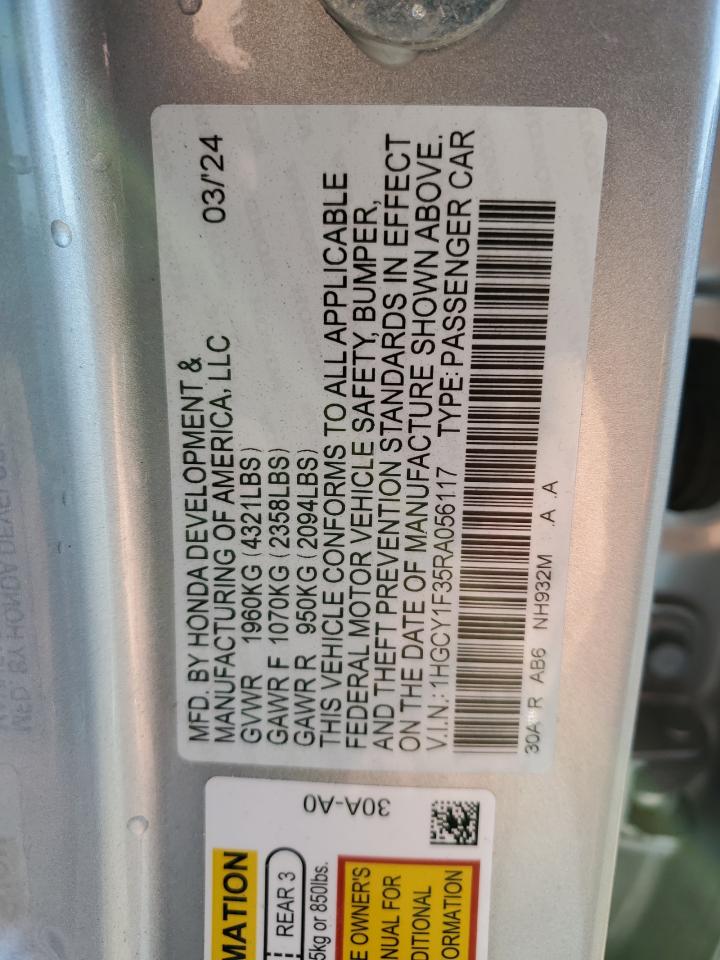 MFD. BY HONDA DEVELOPMENT &
MANUFACTURING OF AMERICA, LLC 03/'24
GVWR 1960KG (4321LBS)
GAWR F 1070KG (2358LBS)
GAWR R 950KG (2094LBS)
THIS VEHICLE CONFORMS TO ALL APPLICABLE
FEDERAL MOTOR VEHICLE SAFETY, BUMPER,
AND THEFT PREVENTION STANDARDS IN EFFECT
ON THE DATE OF MANUFACTURE SHOWN ABOVE.
V.I.N.: 1HGCY1F35RA056117 TYPE: PASSENGER CAR
30A R AB6 NH932M A A
30A-A0
MATION
REAR 3
5kg or 850lbs.
E OWNER'S
NUAL FOR
DITIONAL
ORMATION